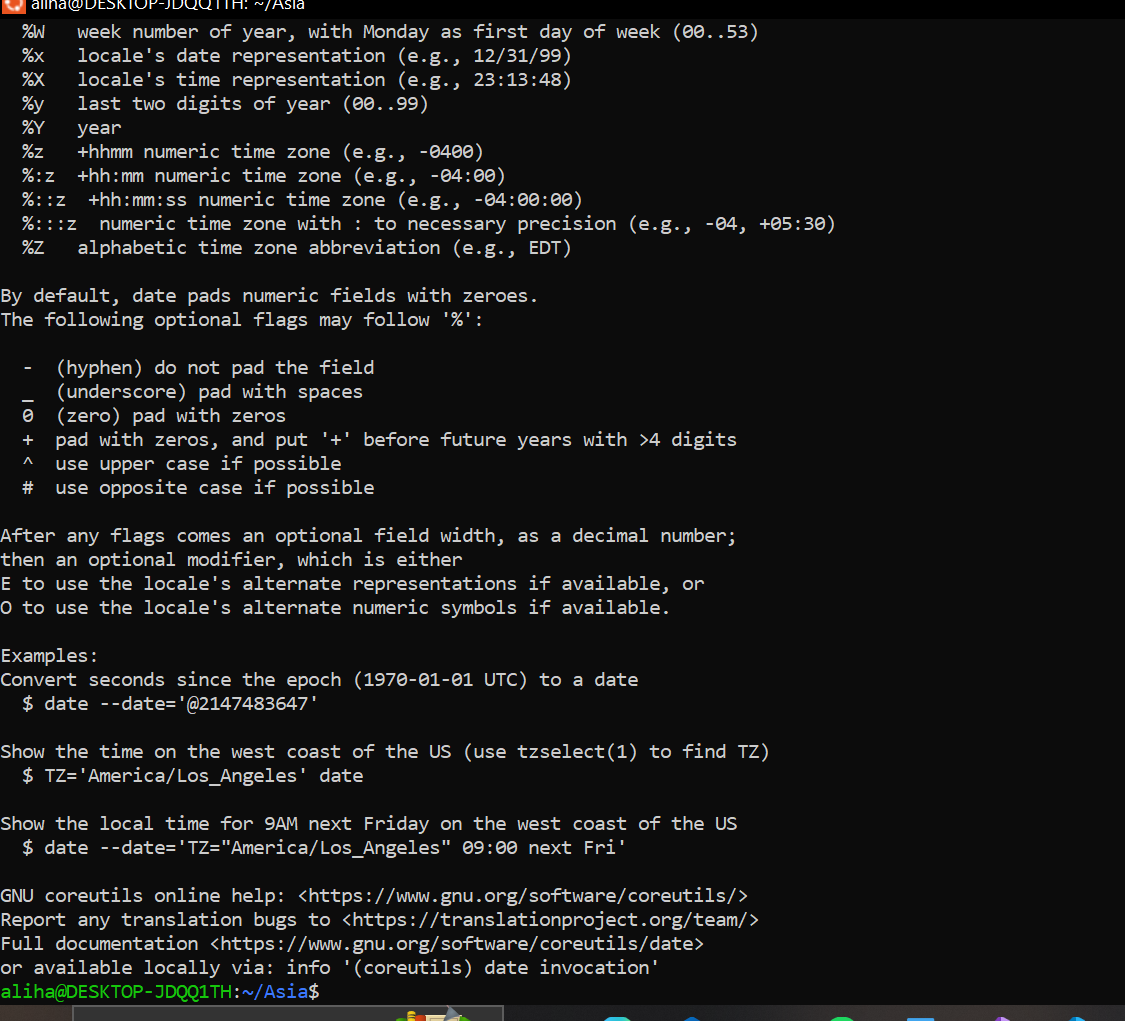 aliha@DESKTOP-JDQQ1TH: ~/Asia
%W   week number of year, with Monday as first day of week (00..53)
%x   locale's date representation (e.g., 12/31/99)
%X   locale's time representation (e.g., 23:13:48)
%y   last two digits of year (00..99)
%Y   year
%z   +hhmm numeric time zone (e.g., -0400)
%:z  +hh:mm numeric time zone (e.g., -04:00)
%::z  +hh:mm:ss numeric time zone (e.g., -04:00:00)
%:::z  numeric time zone with : to necessary precision (e.g., -04, +05:30)
%Z   alphabetic time zone abbreviation (e.g., EDT)
By default, date pads numeric fields with zeroes.
The following optional flags may follow '%':
-  (hyphen) do not pad the field
_  (underscore) pad with spaces
0  (zero) pad with zeros
+  pad with zeros, and put '+' before future years with >4 digits
^  use upper case if possible
#  use opposite case if possible
After any flags comes an optional field width, as a decimal number;
then an optional modifier, which is either
E to use the locale's alternate representations if available, or
O to use the locale's alternate numeric symbols if available.
Examples:
Convert seconds since the epoch (1970-01-01 UTC) to a date
$ date --date='@2147483647'
Show the time on the west coast of the US (use tzselect(1) to find TZ)
$ TZ='America/Los_Angeles' date
Show the local time for 9AM next Friday on the west coast of the US
$ date --date='TZ="America/Los_Angeles" 09:00 next Fri'
GNU coreutils online help: <https://www.gnu.org/software/coreutils/>
Report any translation bugs to <https://translationproject.org/team/>
Full documentation <https://www.gnu.org/software/coreutils/date>
or available locally via: info '(coreutils) date invocation'
aliha@DESKTOP-JDQQ1TH:~/Asia$